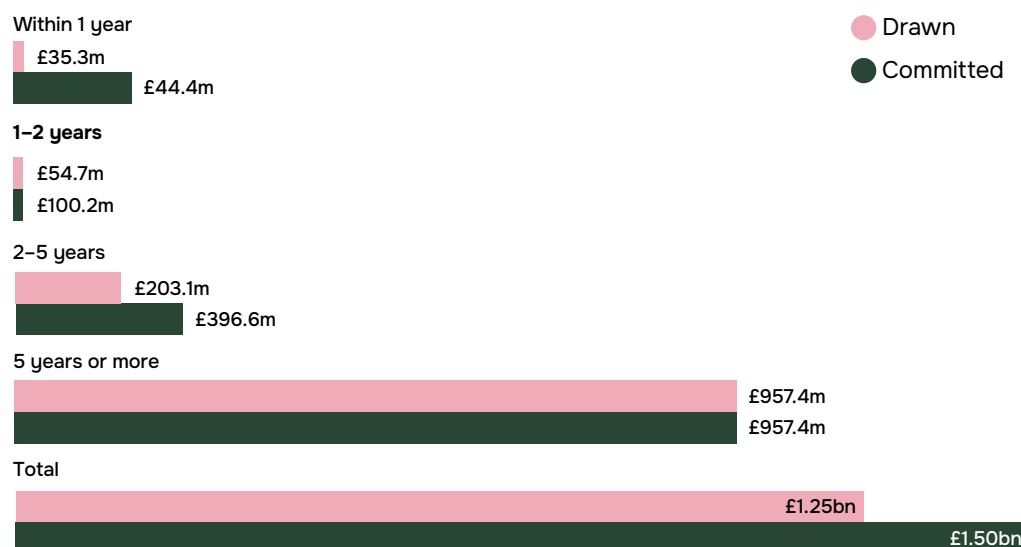 Within 1 year
Drawn
£35.3m
Committed
£44.4m
1–2 years
£54.7m
£100.2m
2–5 years
£203.1m
£396.6m
5 years or more
£957.4m
£957.4m
Total
£1.25bn
£1.50bn